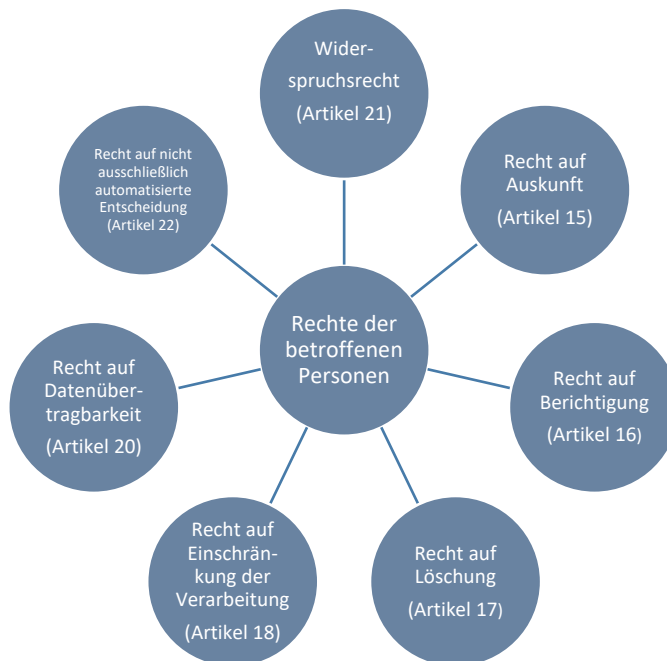 Wider-
spruchsrecht
(Artikel 21)
Recht auf
Auskunft
(Artikel 15)
Recht auf
Berichtigung
(Artikel 16)
Recht auf
Löschung
(Artikel 17)
Recht auf
Einschrän-
kung der
Verarbeitung
(Artikel 18)
Recht auf
Datenüber-
tragbarkeit
(Artikel 20)
Recht auf nicht
ausschließlich
automatisierte
Entscheidung
(Artikel 22)
Rechte der
betroffenen
Personen